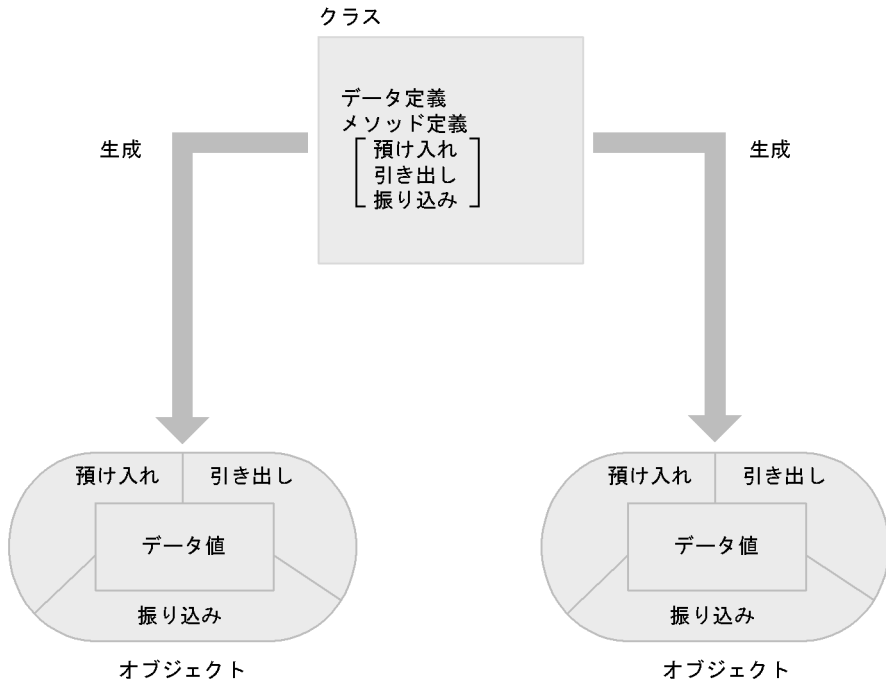 クラス
データ定義
メソッド定義
預け入れ
引き出し
振り込み
生成
生成
預け入れ
引き出し
データ値
振り込み
オブジェクト
預け入れ
引き出し
データ値
振り込み
オブジェクト